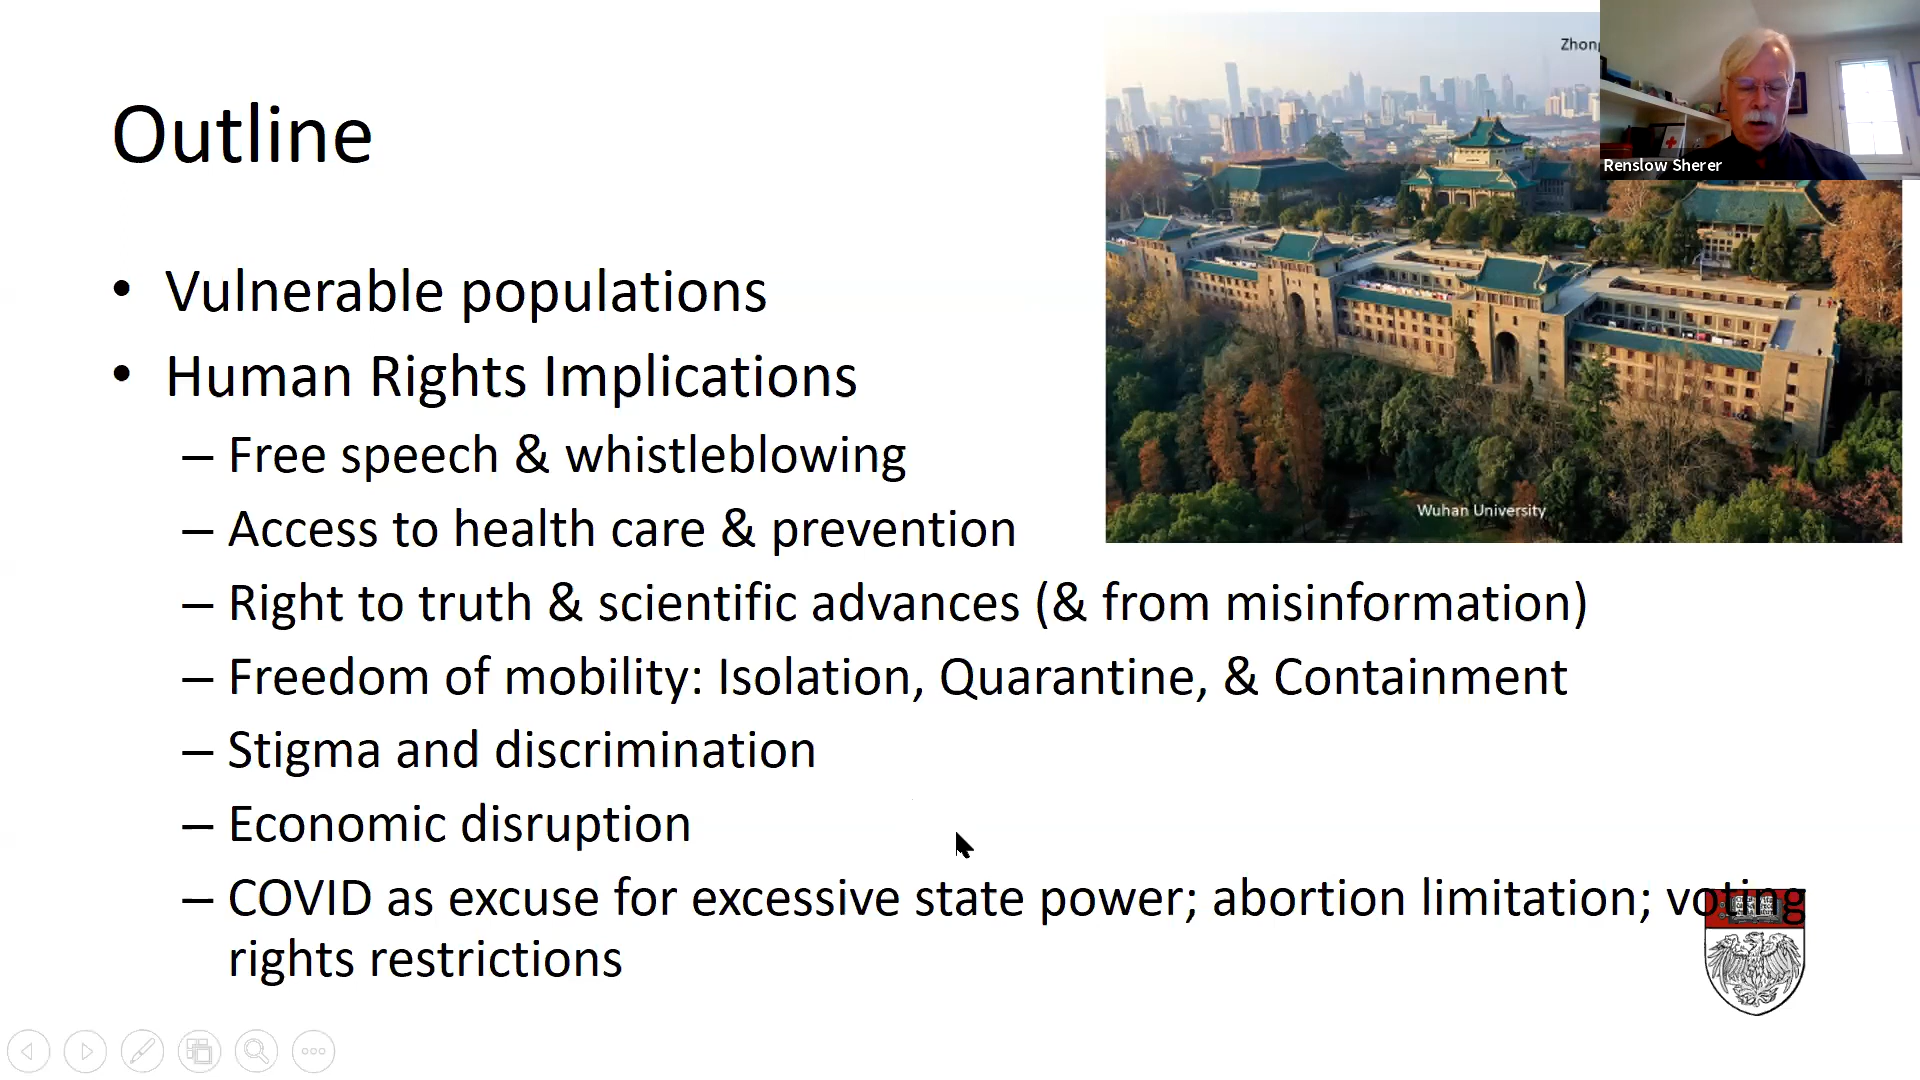 Outline
Zhong
Renslow Sherer
• Vulnerable populations
• Human Rights Implications
– Free speech & whistleblowing
– Access to health care & prevention
Wuhan University
– Right to truth & scientific advances (& from misinformation)
– Freedom of mobility: Isolation, Quarantine, & Containment
– Stigma and discrimination
– Economic disruption
– COVID as excuse for excessive state power; abortion limitation; voting
rights restrictions